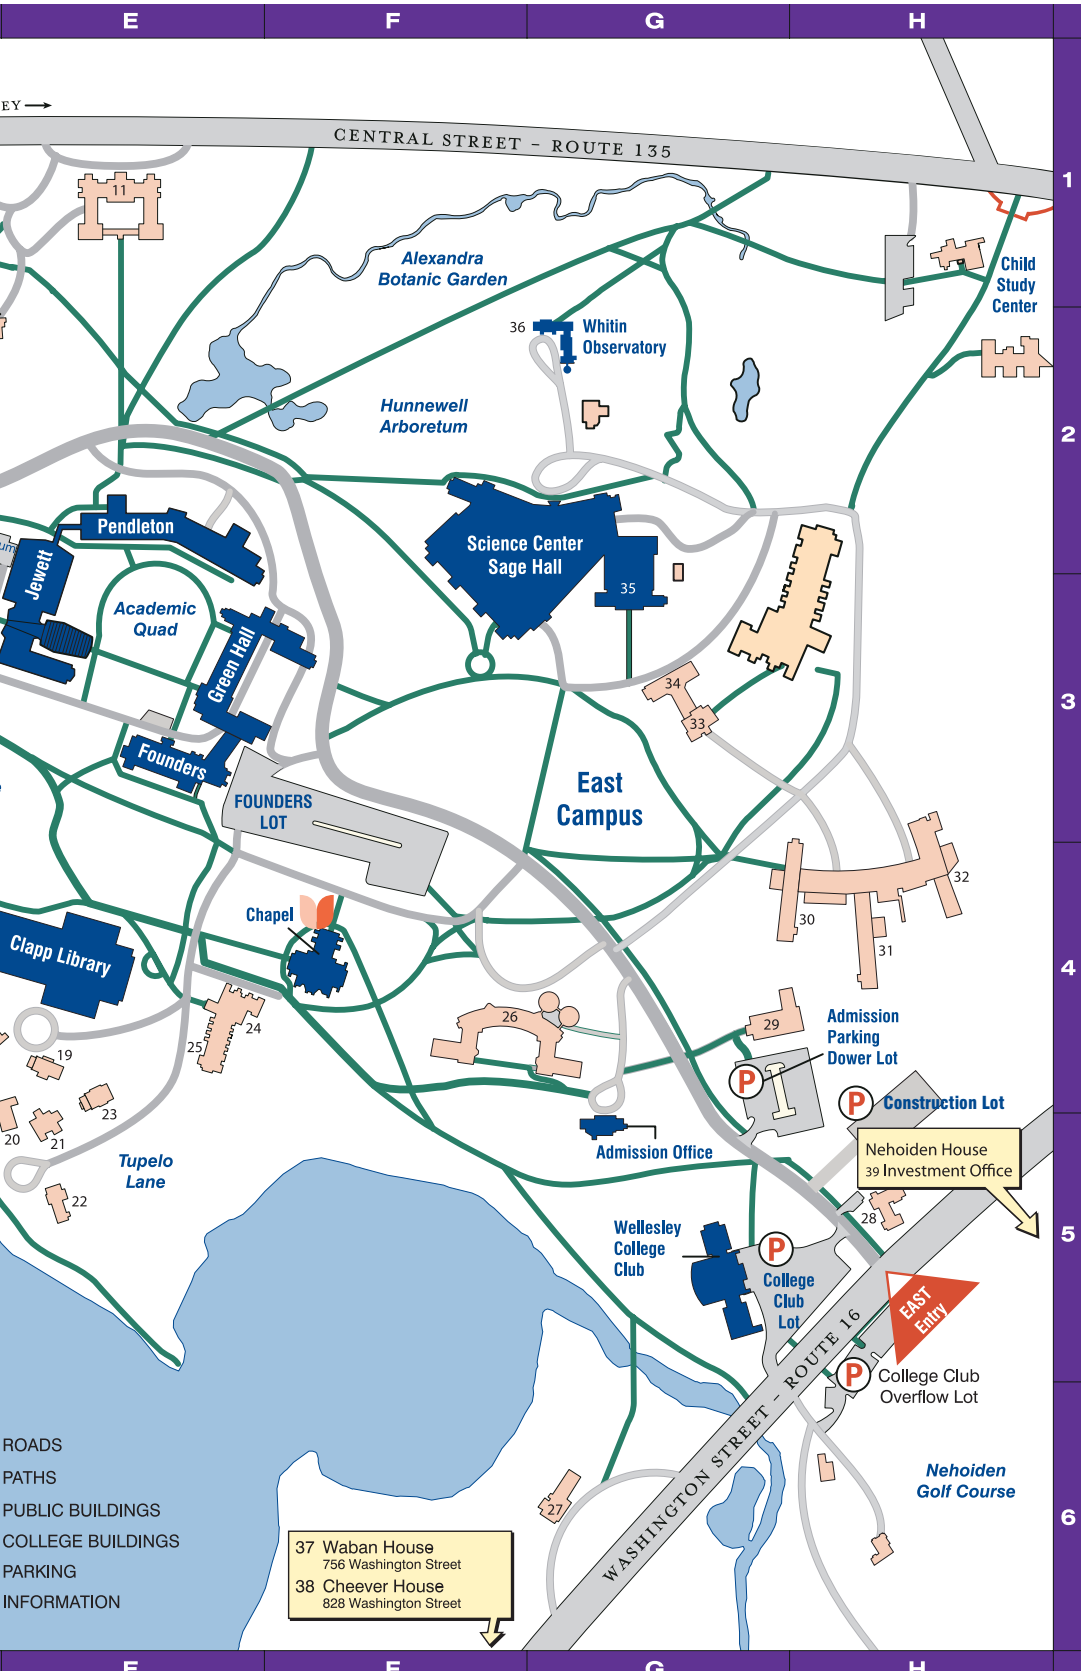 E
F
G
H
EY
CENTRAL STREET – ROUTE 135
1
11
Alexandra
Botanic Garden
Child
Study
Center
36
Whitin
Observatory
Hunnewell
Arboretum
2
Pendleton
um
Jewett
Science Center
Sage Hall
35
Academic
Quad
Green Hall
34
33
3
Founders
FOUNDERS
LOT
East
Campus
32
30
31
Chapel
Clapp Library
4
24
25
26
29
Admission
Parking
Dower Lot
P
P
Construction Lot
19
23
20
21
22
Admission Office
Tupelo
Lane
Nehoiden House
39 Investment Office
28
5
Wellesley
College
Club
P
College
Club
Lot
EAST
Entry
WASHINGTON STREET – ROUTE 16
P
College Club
Overflow Lot
ROADS
PATHS
PUBLIC BUILDINGS
COLLEGE BUILDINGS
PARKING
INFORMATION
Nehoiden
Golf Course
27
6
37 Waban House
756 Washington Street
38 Cheever House
828 Washington Street
E
F
G
H